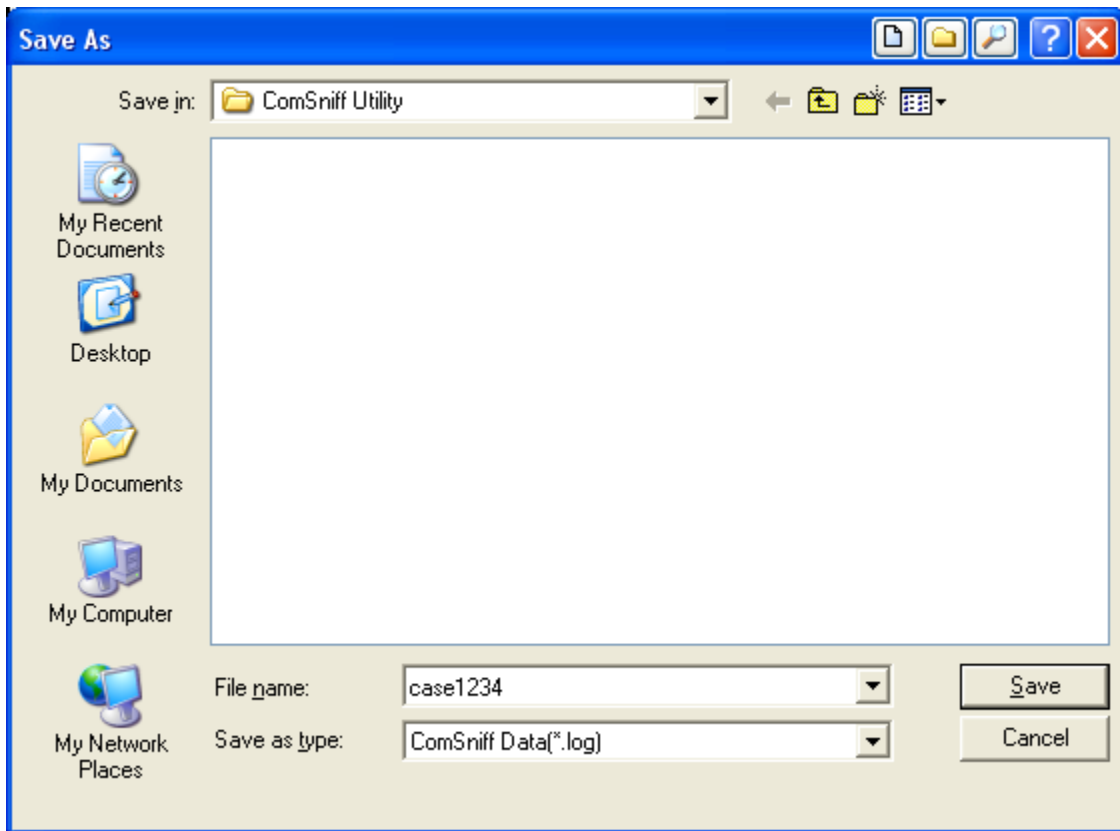 Save As
Save in: ComSniff Utility
My Recent
Documents
Desktop
My Documents
My Computer
My Network
Places
File name: case1234
Save
Save as type: ComSniff Data(*.log)
Cancel